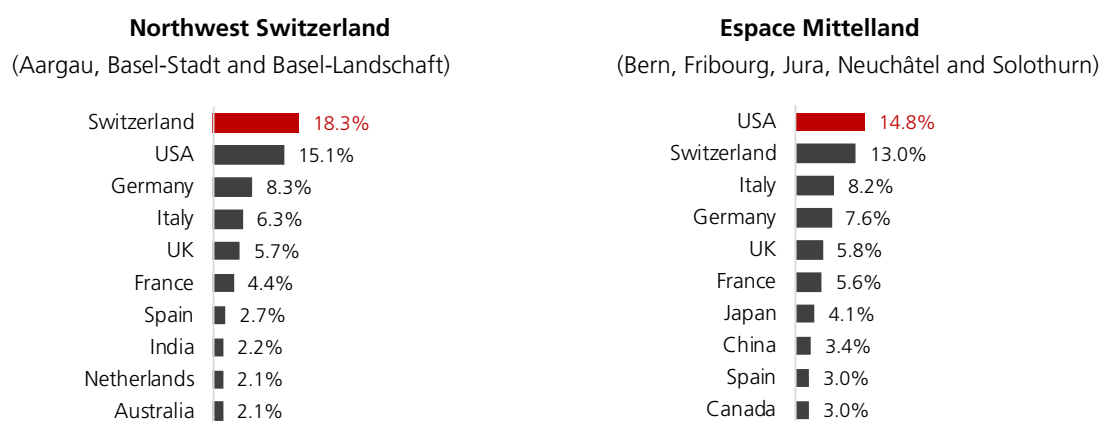 Northwest Switzerland
(Aargau, Basel-Stadt and Basel-Landschaft)
Switzerland 18.3%
USA 15.1%
Germany 8.3%
Italy 6.3%
UK 5.7%
France 4.4%
Spain 2.7%
India 2.2%
Netherlands 2.1%
Australia 2.1%
Espace Mittelland
(Bern, Fribourg, Jura, Neuchâtel and Solothurn)
USA 14.8%
Switzerland 13.0%
Italy 8.2%
Germany 7.6%
UK 5.8%
France 5.6%
Japan 4.1%
China 3.4%
Spain 3.0%
Canada 3.0%